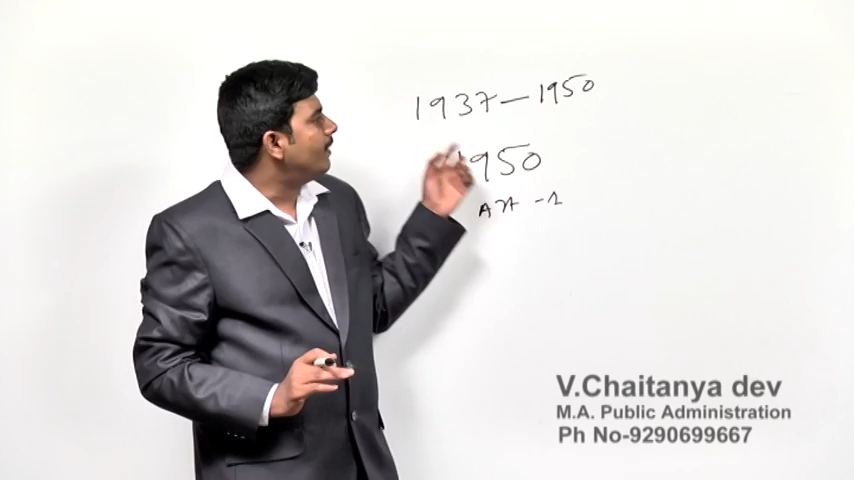 1937 - 1950
1950
Art - 1
V.Chaitanya dev
M.A. Public Administration
Ph No-9290699667